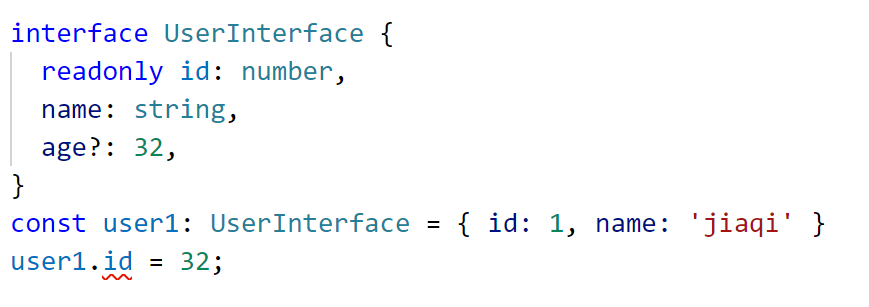 interface UserInterface {
  readonly id: number,
  name: string,
  age?: 32,
}
const user1: UserInterface = { id: 1, name: 'jiaqi' }
user1.id = 32;